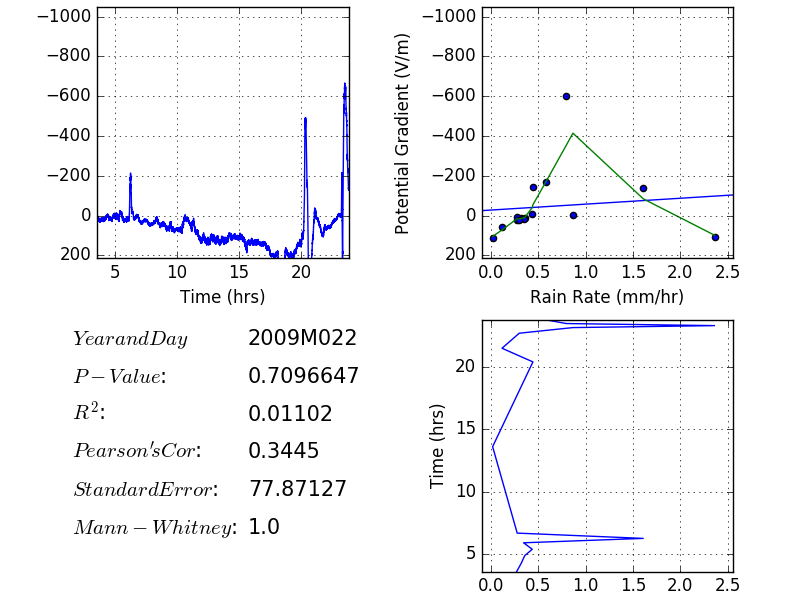 −1000
−800
−600
−400
−200
0
200
5 10 15 20
Time (hrs)
Potential Gradient (V/m)
−1000
−800
−600
−400
−200
0
200
0.0 0.5 1.0 1.5 2.0 2.5
Rain Rate (mm/hr)
YearandDay 2009M022
P−Value: 0.7096647
R²: 0.01102
Pearson'sCor: 0.3445
StandardError: 77.87127
Mann−Whitney: 1.0
Time (hrs)
20
15
10
5
0.0 0.5 1.0 1.5 2.0 2.5